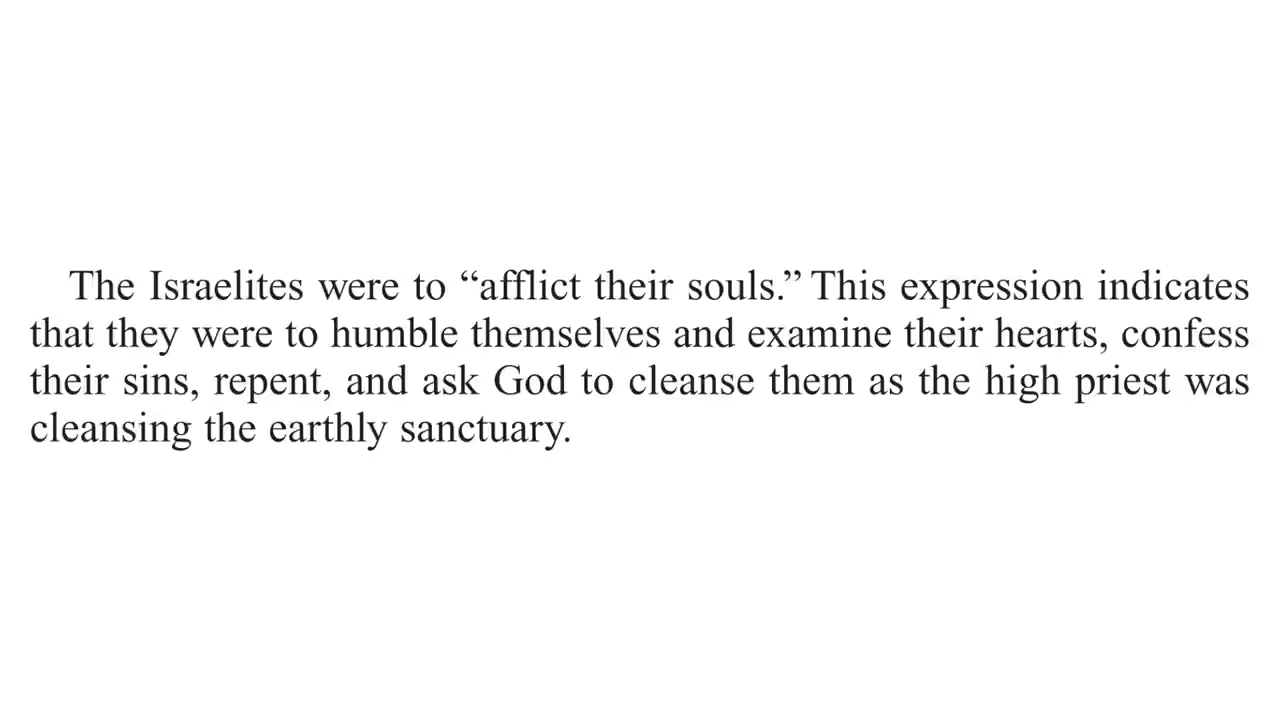 The Israelites were to “afflict their souls.” This expression indicates
that they were to humble themselves and examine their hearts, confess
their sins, repent, and ask God to cleanse them as the high priest was
cleansing the earthly sanctuary.